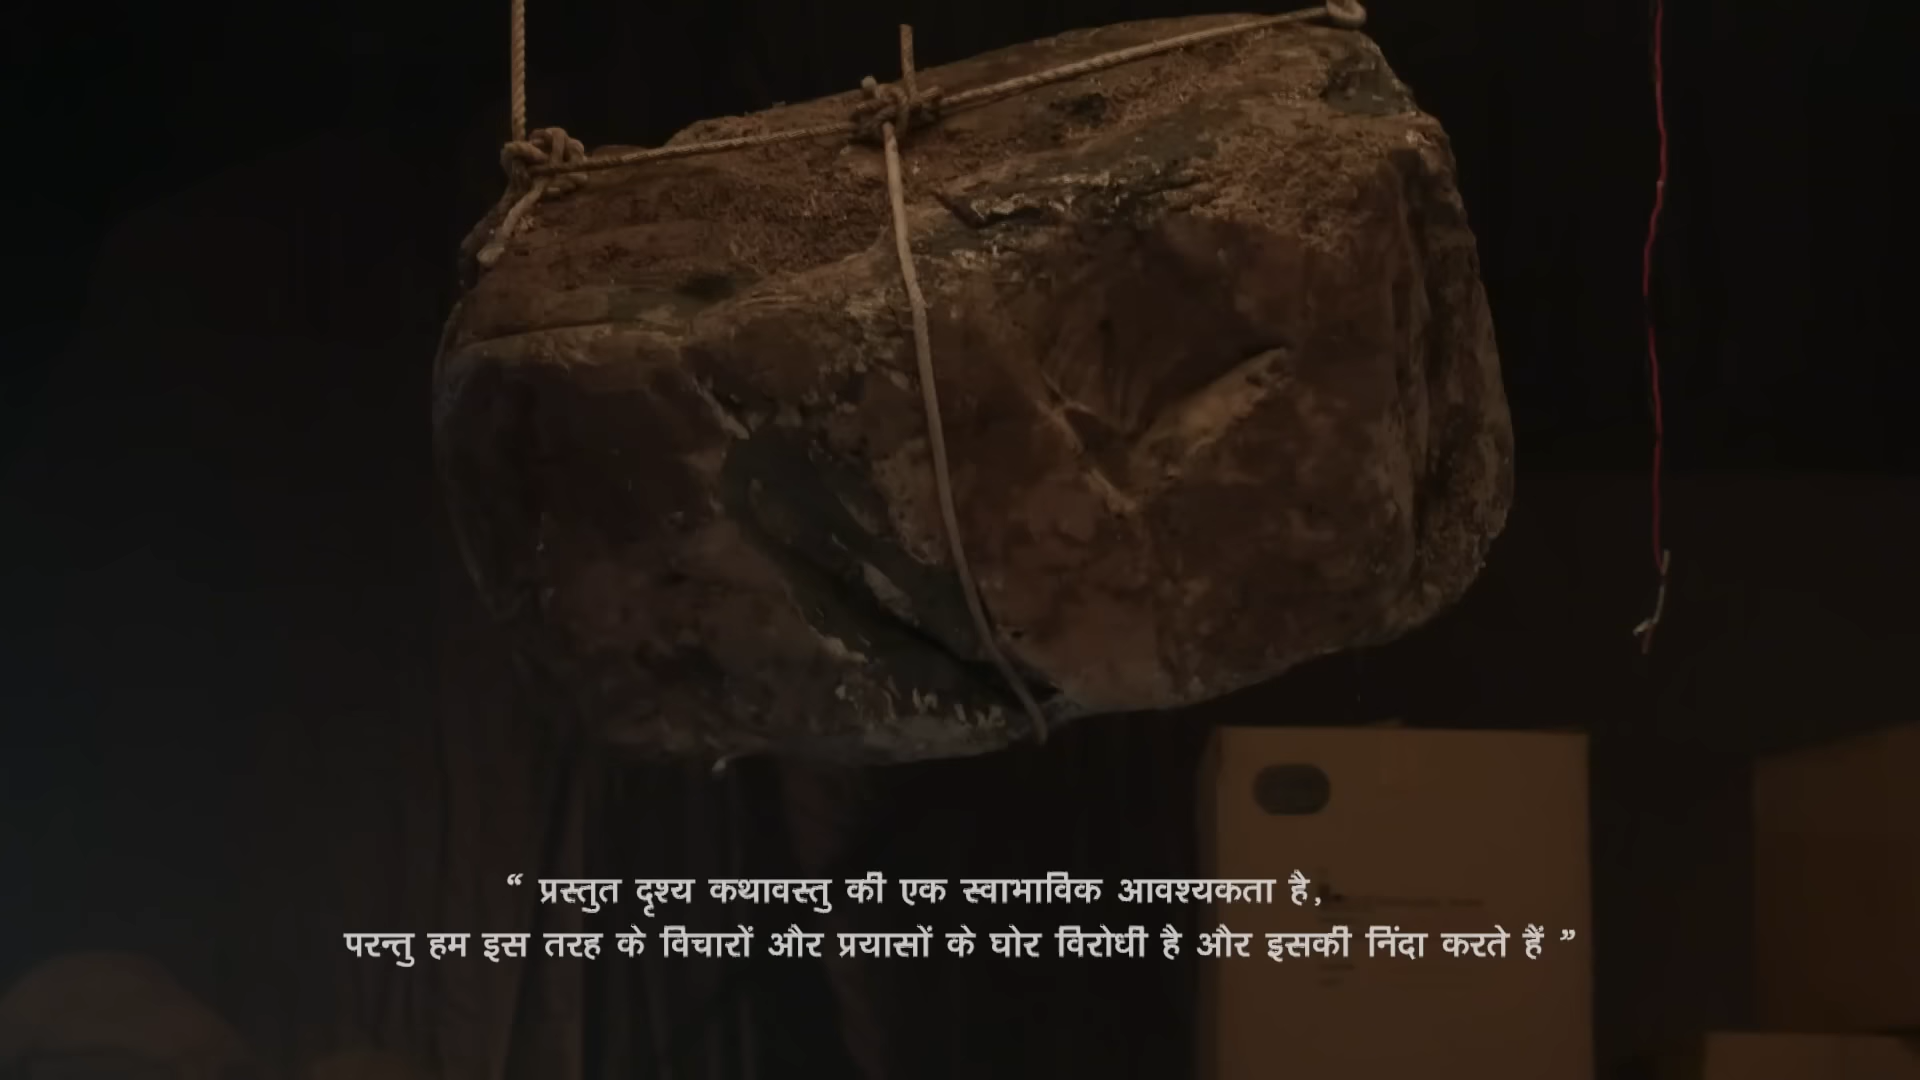 “ प्रस्तुत दृश्य कथावस्तु की एक स्वाभाविक आवश्यकता है,
परन्तु हम इस तरह के विचारों और प्रयासों के घोर विरोधी है और इसकी निंदा करते हैं ”